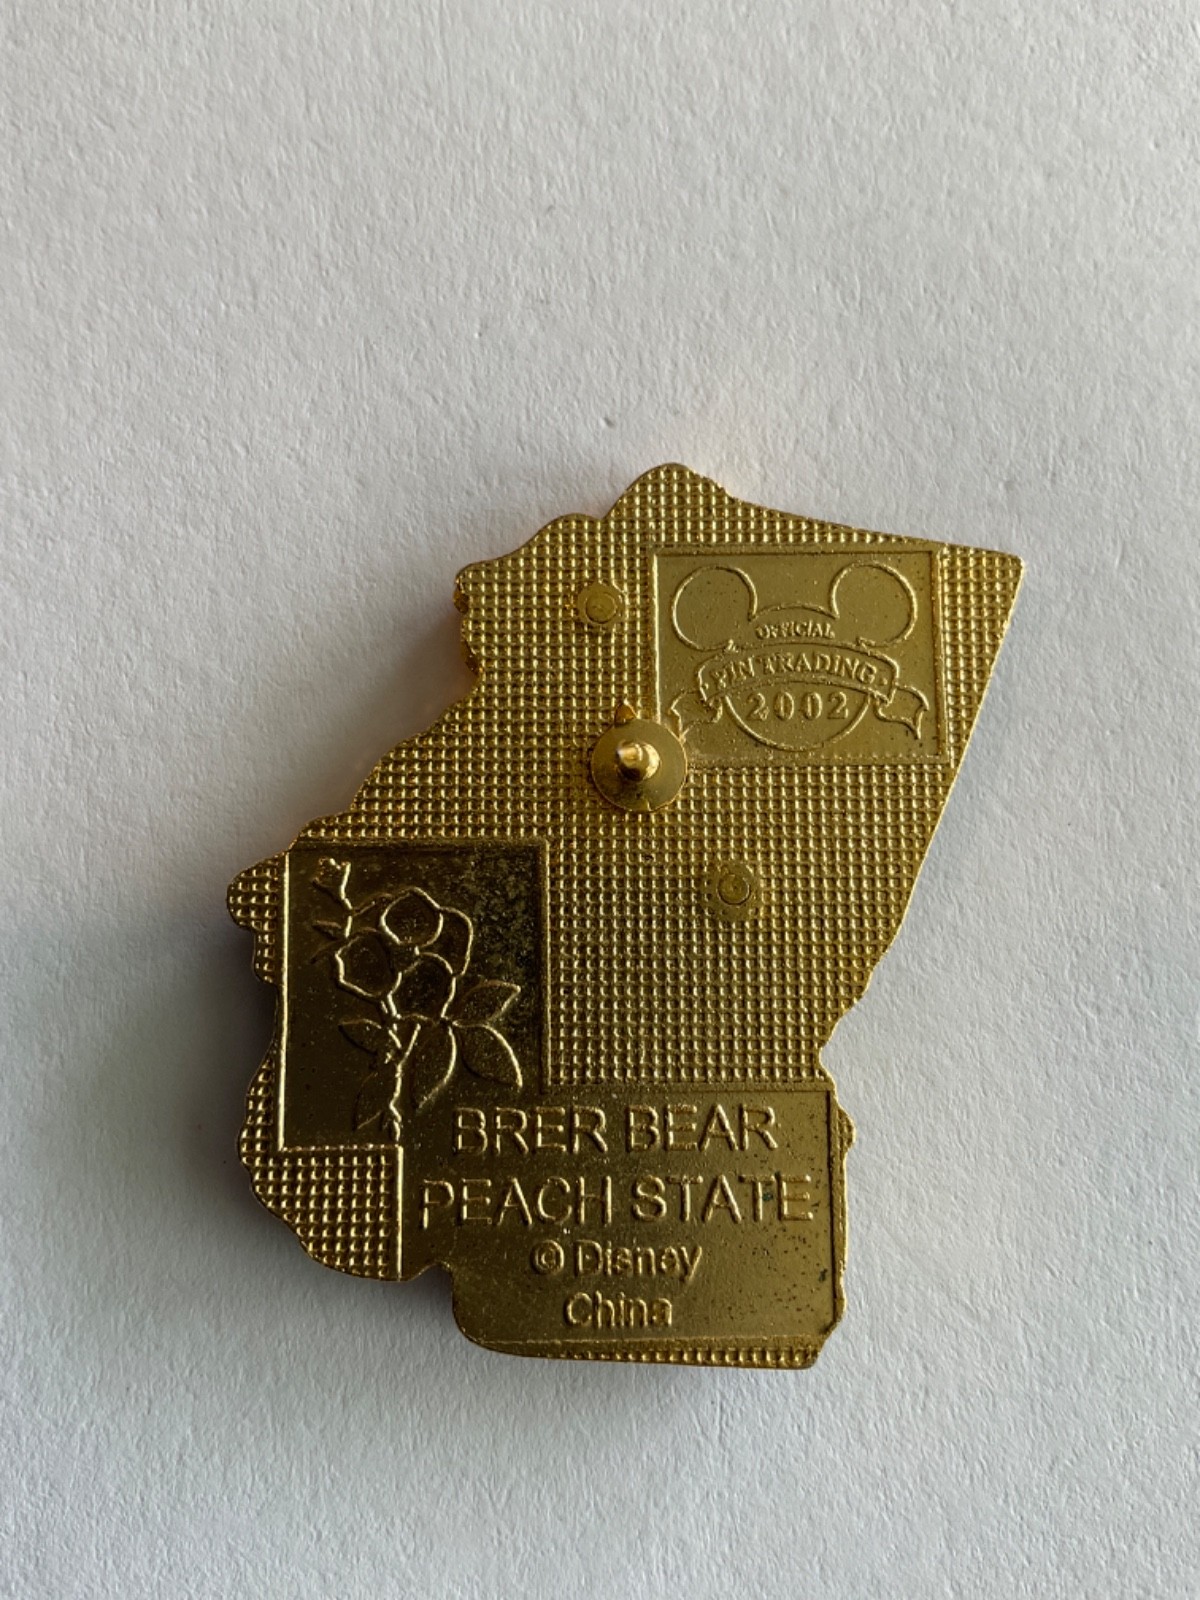 OFFICIAL
PIN TRADING
2002
BRER BEAR
PEACH STATE
© Disney
China